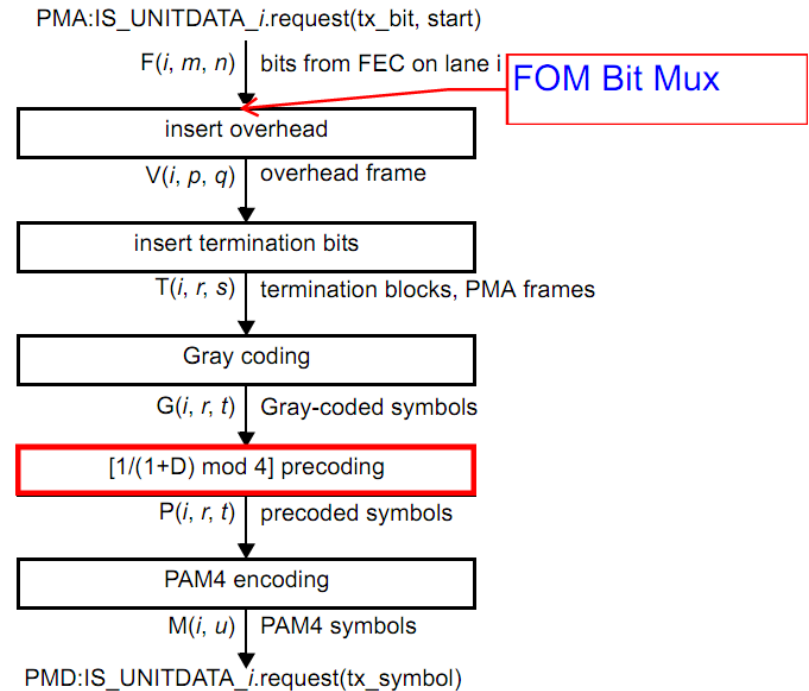 PMA:IS_UNITDATA_i.request(tx_bit, start)
F(i, m, n) bits from FEC on lane i
FOM Bit Mux
insert overhead
V(i, p, q) overhead frame
insert termination bits
T(i, r, s) termination blocks, PMA frames
Gray coding
G(i, r, t) Gray-coded symbols
[1/(1+D) mod 4] precoding
P(i, r, t) precoded symbols
PAM4 encoding
M(i, u) PAM4 symbols
PMD:IS_UNITDATA_i.request(tx_symbol)